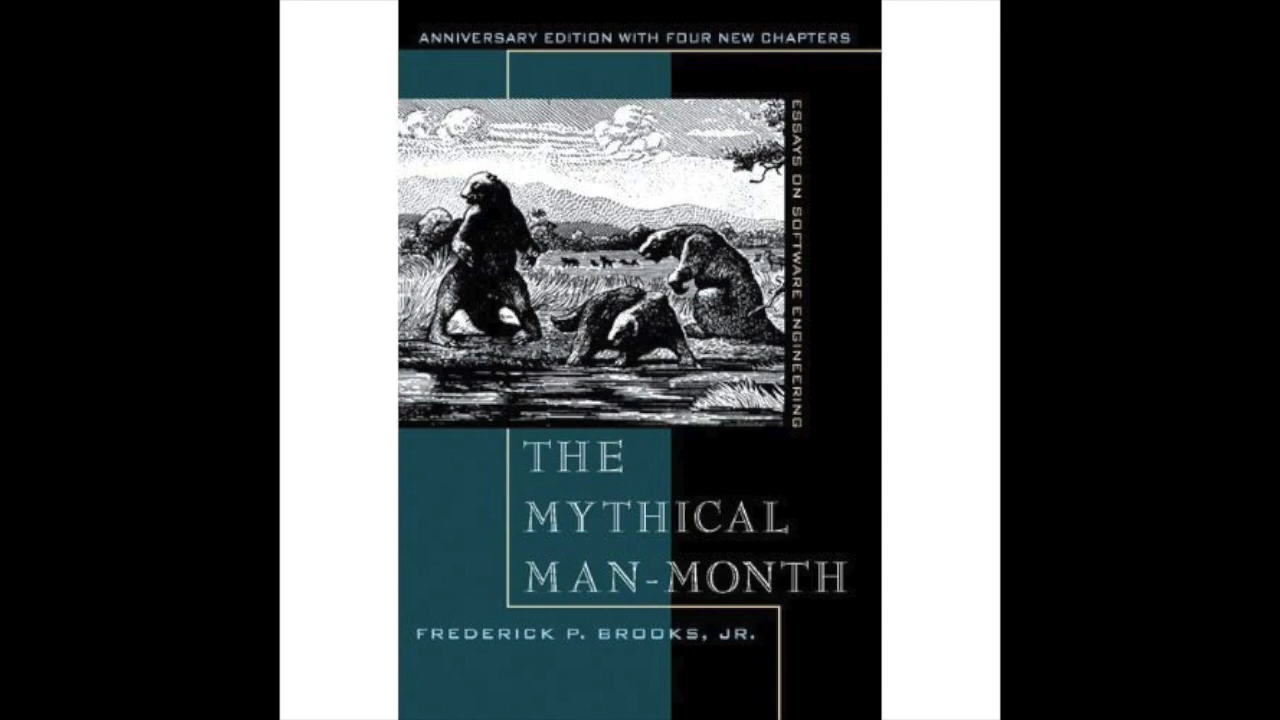 ANNIVERSARY EDITION WITH FOUR NEW CHAPTERS
ESSAYS ON SOFTWARE ENGINEERING
THE
MYTHICAL
MAN-MONTH
FREDERICK P. BROOKS, JR.